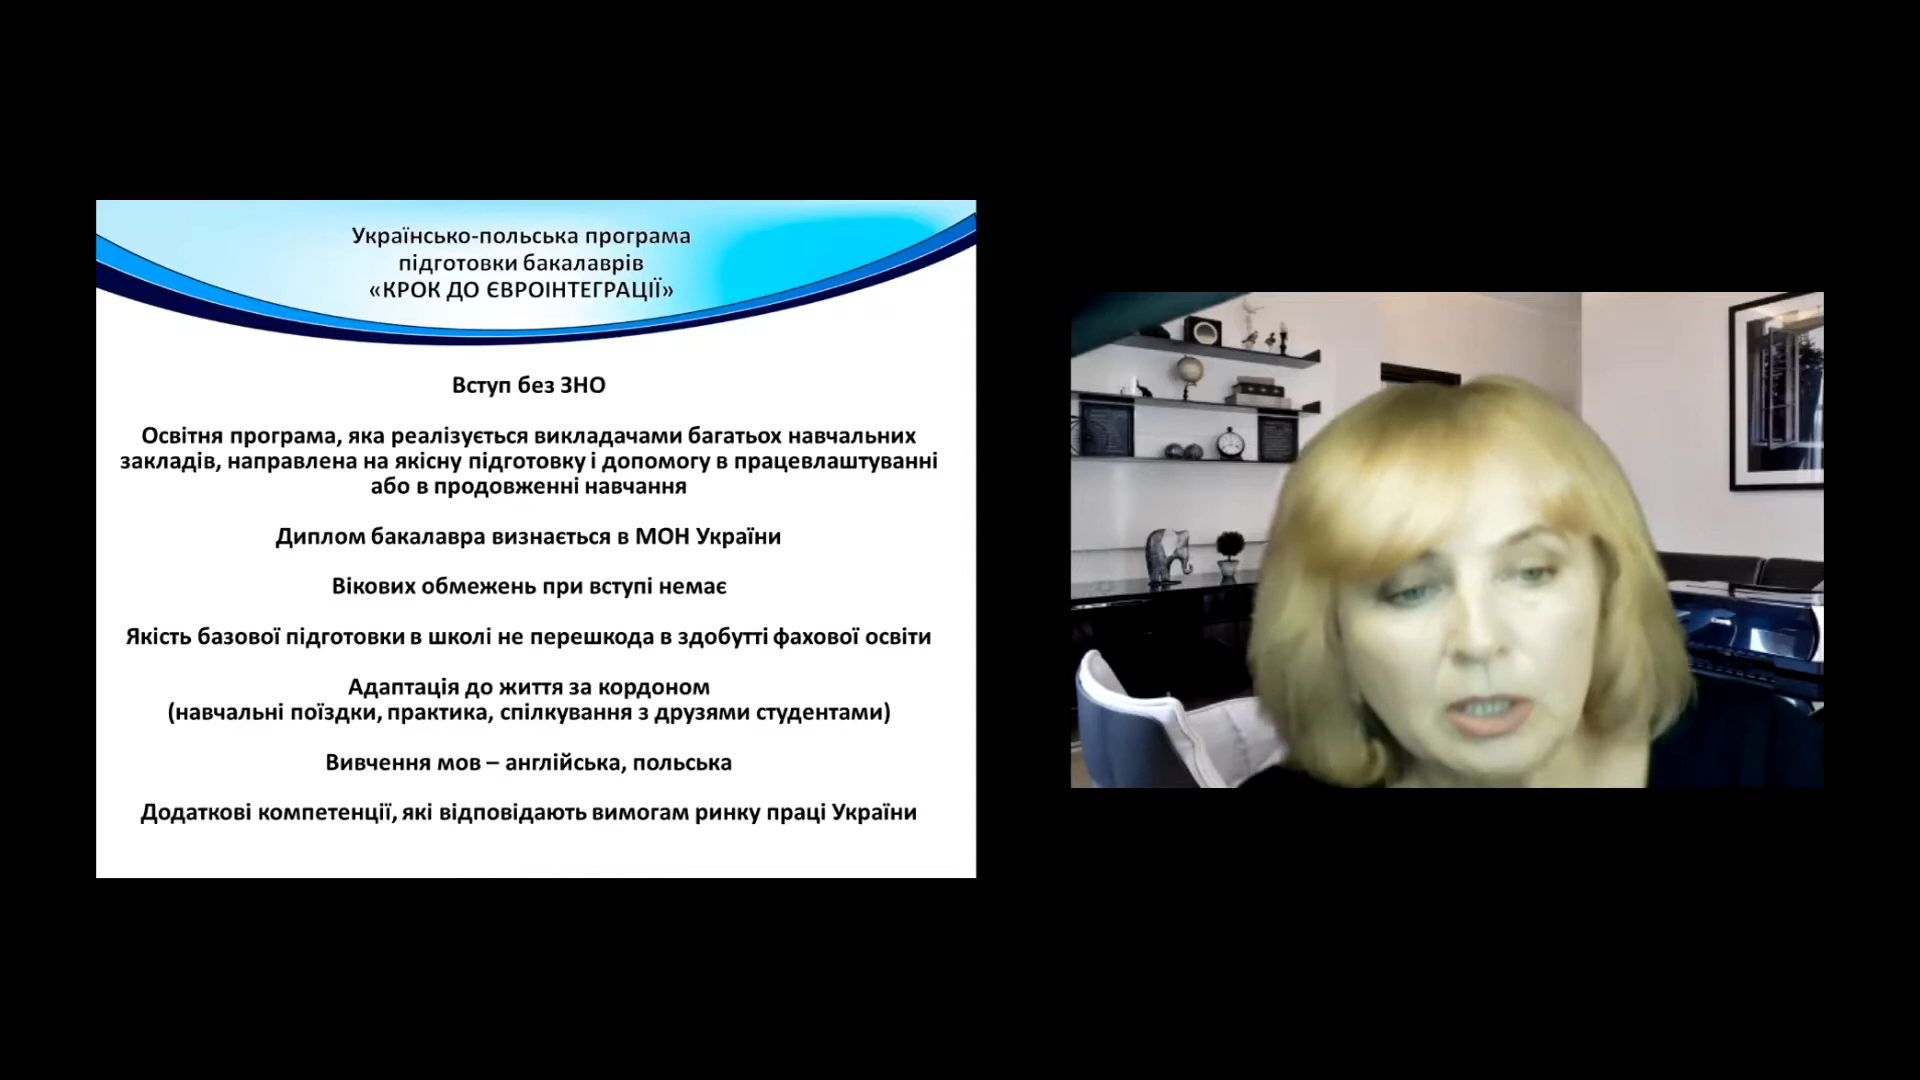 Українсько-польська програма
підготовки бакалаврів
«КРОК ДО ЄВРОІНТЕГРАЦІЇ»
Вступ без ЗНО
Освітня програма, яка реалізується викладачами багатьох навчальних
закладів, направлена на якісну підготовку і допомогу в працевлаштуванні
або в продовженні навчання
Диплом бакалавра визнається в МОН України
Вікових обмежень при вступі немає
Якість базової підготовки в школі не перешкода в здобутті фахової освіти
Адаптація до життя за кордоном
(навчальні поїздки, практика, спілкування з друзями студентами)
Вивчення мов – англійська, польська
Додаткові компетенції, які відповідають вимогам ринку праці України